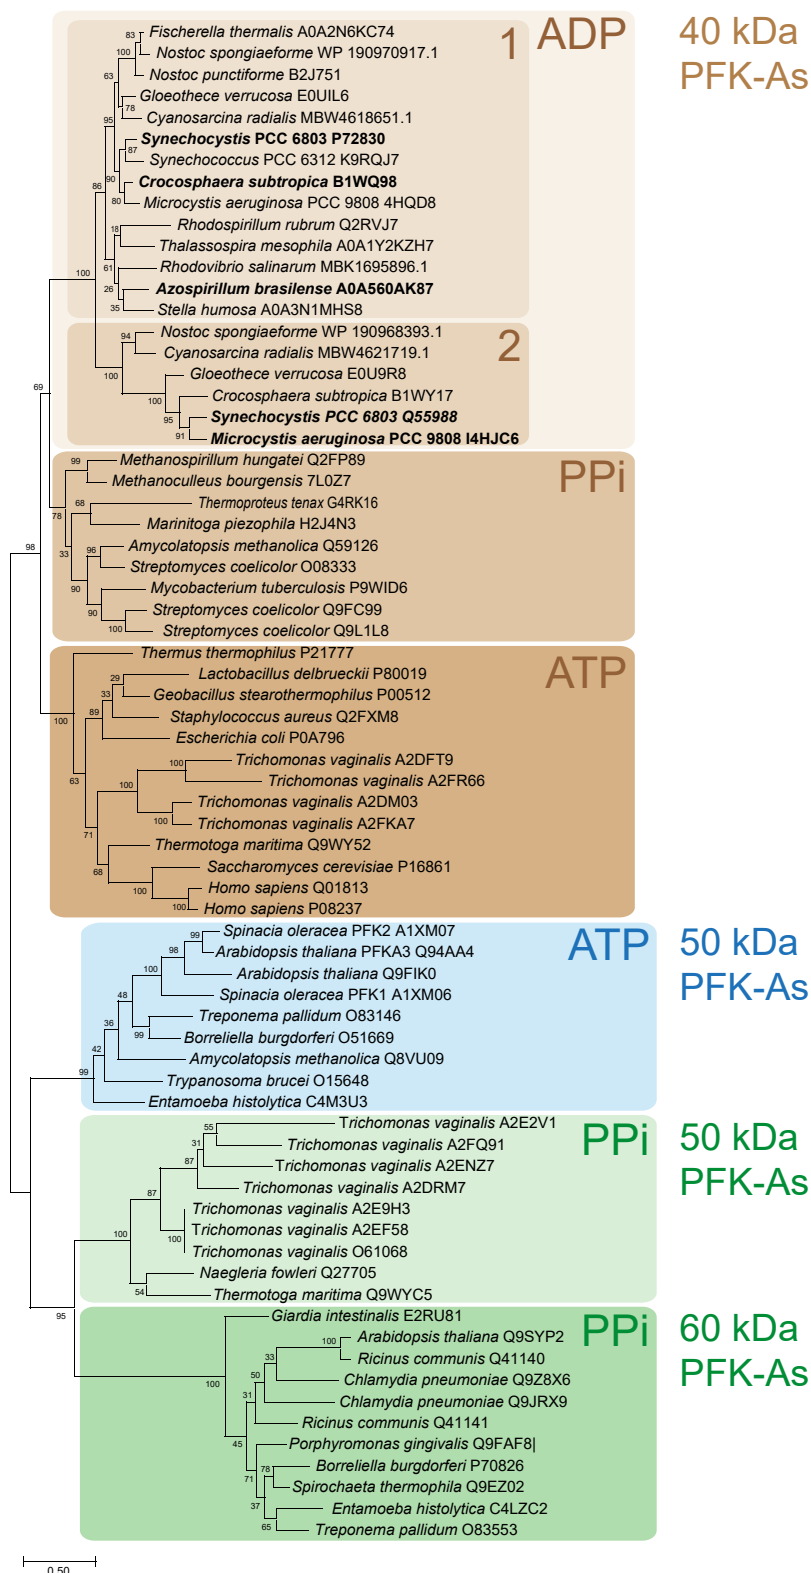 ADP
40 kDa
PFK-As
1
Fischerella thermalis A0A2N6KC74
Nostoc spongiaeforme WP 190970917.1
Nostoc punctiforme B2J751
Gloeothece verrucosa E0UIL6
Cyanosarcina radialis MBW4618651.1
Synechocystis PCC 6803 P72830
Synechococcus PCC 6312 K9RQJ7
Crocosphaera subtropica B1WQ98
Microcystis aeruginosa PCC 9808 4HQD8
Rhodospirillum rubrum Q2RVJ7
Thalassospira mesophila A0A1Y2KZH7
Rhodovibrio salinarum MBK1695896.1
Azospirillum brasilense A0A560AK87
Stella humosa A0A3N1MHS8
83
100
63
78
95
87
90
80
86
18
61
26
35
100
2
Nostoc spongiaeforme WP 190968393.1
Cyanosarcina radialis MBW4621719.1
Gloeothece verrucosa E0U9R8
Crocosphaera subtropica B1WY17
Synechocystis PCC 6803 Q55988
Microcystis aeruginosa PCC 9808 I4HJC6
94
100
100
95
91
69
PPi
Methanospirillum hungatei Q2FP89
Methanoculleus bourgensis 7L0Z7
Thermoproteus tenax G4RK16
Marinitoga piezophila H2J4N3
Amycolatopsis methanolica Q59126
Streptomyces coelicolor O08333
Mycobacterium tuberculosis P9WID6
Streptomyces coelicolor Q9FC99
Streptomyces coelicolor Q9L1L8
99
78
68
33
96
90
90
100
98
ATP
Thermus thermophilus P21777
Lactobacillus delbrueckii P80019
Geobacillus stearothermophilus P00512
Staphylococcus aureus Q2FXM8
Escherichia coli P0A796
Trichomonas vaginalis A2DFT9
Trichomonas vaginalis A2FR66
Trichomonas vaginalis A2DM03
Trichomonas vaginalis A2FKA7
Thermotoga maritima Q9WY52
Saccharomyces cerevisiae P16861
Homo sapiens Q01813
Homo sapiens P08237
29
33
89
100
100
63
100
100
71
68
100
100
ATP
50 kDa
PFK-As
Spinacia oleracea PFK2 A1XM07
Arabidopsis thaliana PFKA3 Q94AA4
Arabidopsis thaliana Q9FIK0
Spinacia oleracea PFK1 A1XM06
Treponema pallidum O83146
Borreliella burgdorferi O51669
Amycolatopsis methanolica Q8VU09
Trypanosoma brucei O15648
Entamoeba histolytica C4M3U3
99
98
100
48
36
99
42
99
PPi
50 kDa
PFK-As
Trichomonas vaginalis A2E2V1
Trichomonas vaginalis A2FQ91
Trichomonas vaginalis A2ENZ7
Trichomonas vaginalis A2DRM7
Trichomonas vaginalis A2E9H3
Trichomonas vaginalis A2EF58
Trichomonas vaginalis O61068
Naegleria fowleri Q27705
Thermotoga maritima Q9WYC5
55
31
87
87
100
100
54
95
PPi
60 kDa
PFK-As
Giardia intestinalis E2RU81
Arabidopsis thaliana Q9SYP2
Ricinus communis Q41140
Chlamydia pneumoniae Q9Z8X6
Chlamydia pneumoniae Q9JRX9
Ricinus communis Q41141
Porphyromonas gingivalis Q9FAF8|
Borreliella burgdorferi P70826
Spirochaeta thermophila Q9EZ02
Entamoeba histolytica C4LZC2
Treponema pallidum O83553
100
33
50
100
31
45
78
71
37
65
0.50